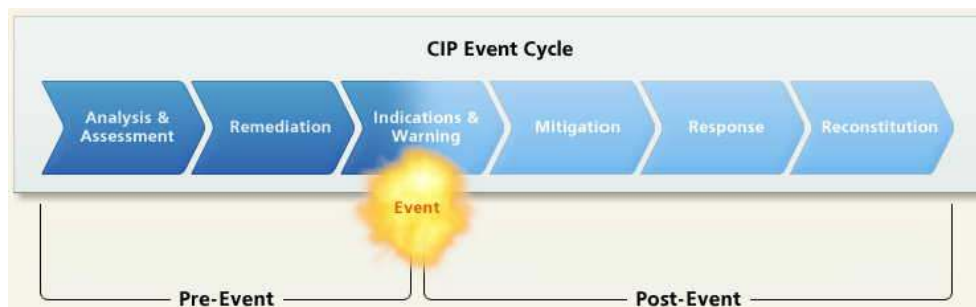 CIP Event Cycle
Analysis &
Assessment
Remediation
Indications &
Warning
Mitigation
Response
Reconstitution
Event
Pre-Event
Post-Event